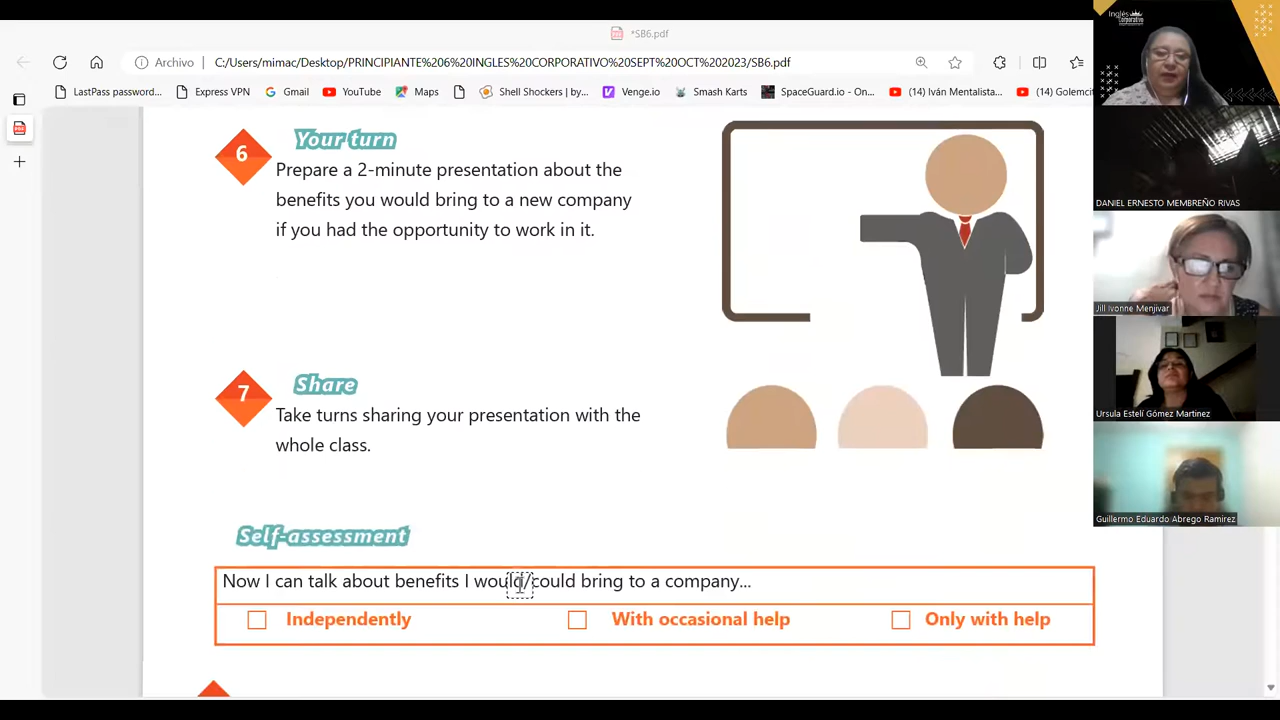 *SB6.pdf
Archivo
C:/Users/mimac/Desktop/PRINCIPIANTE%206%20INGLES%20CORPORATIVO%20SEPT%20OCT%202023/SB6.pdf
LastPass password...
Express VPN
Gmail
YouTube
Maps
Shell Shockers | by...
Venge.io
Smash Karts
SpaceGuard.io - On...
(14) Iván Mentalista...
(14) Golemcit
6
Your turn
Prepare a 2-minute presentation about the
benefits you would bring to a new company
if you had the opportunity to work in it.
7
Share
Take turns sharing your presentation with the
whole class.
Self-assessment
Now I can talk about benefits I would/could bring to a company...
Independently
With occasional help
Only with help
Inglés
Corporativo
DANIEL ERNESTO MEMBREÑO RIVAS
Jill Ivonne Menjivar
Ursula Estelí Gómez Martinez
Guillermo Eduardo Abrego Ramirez